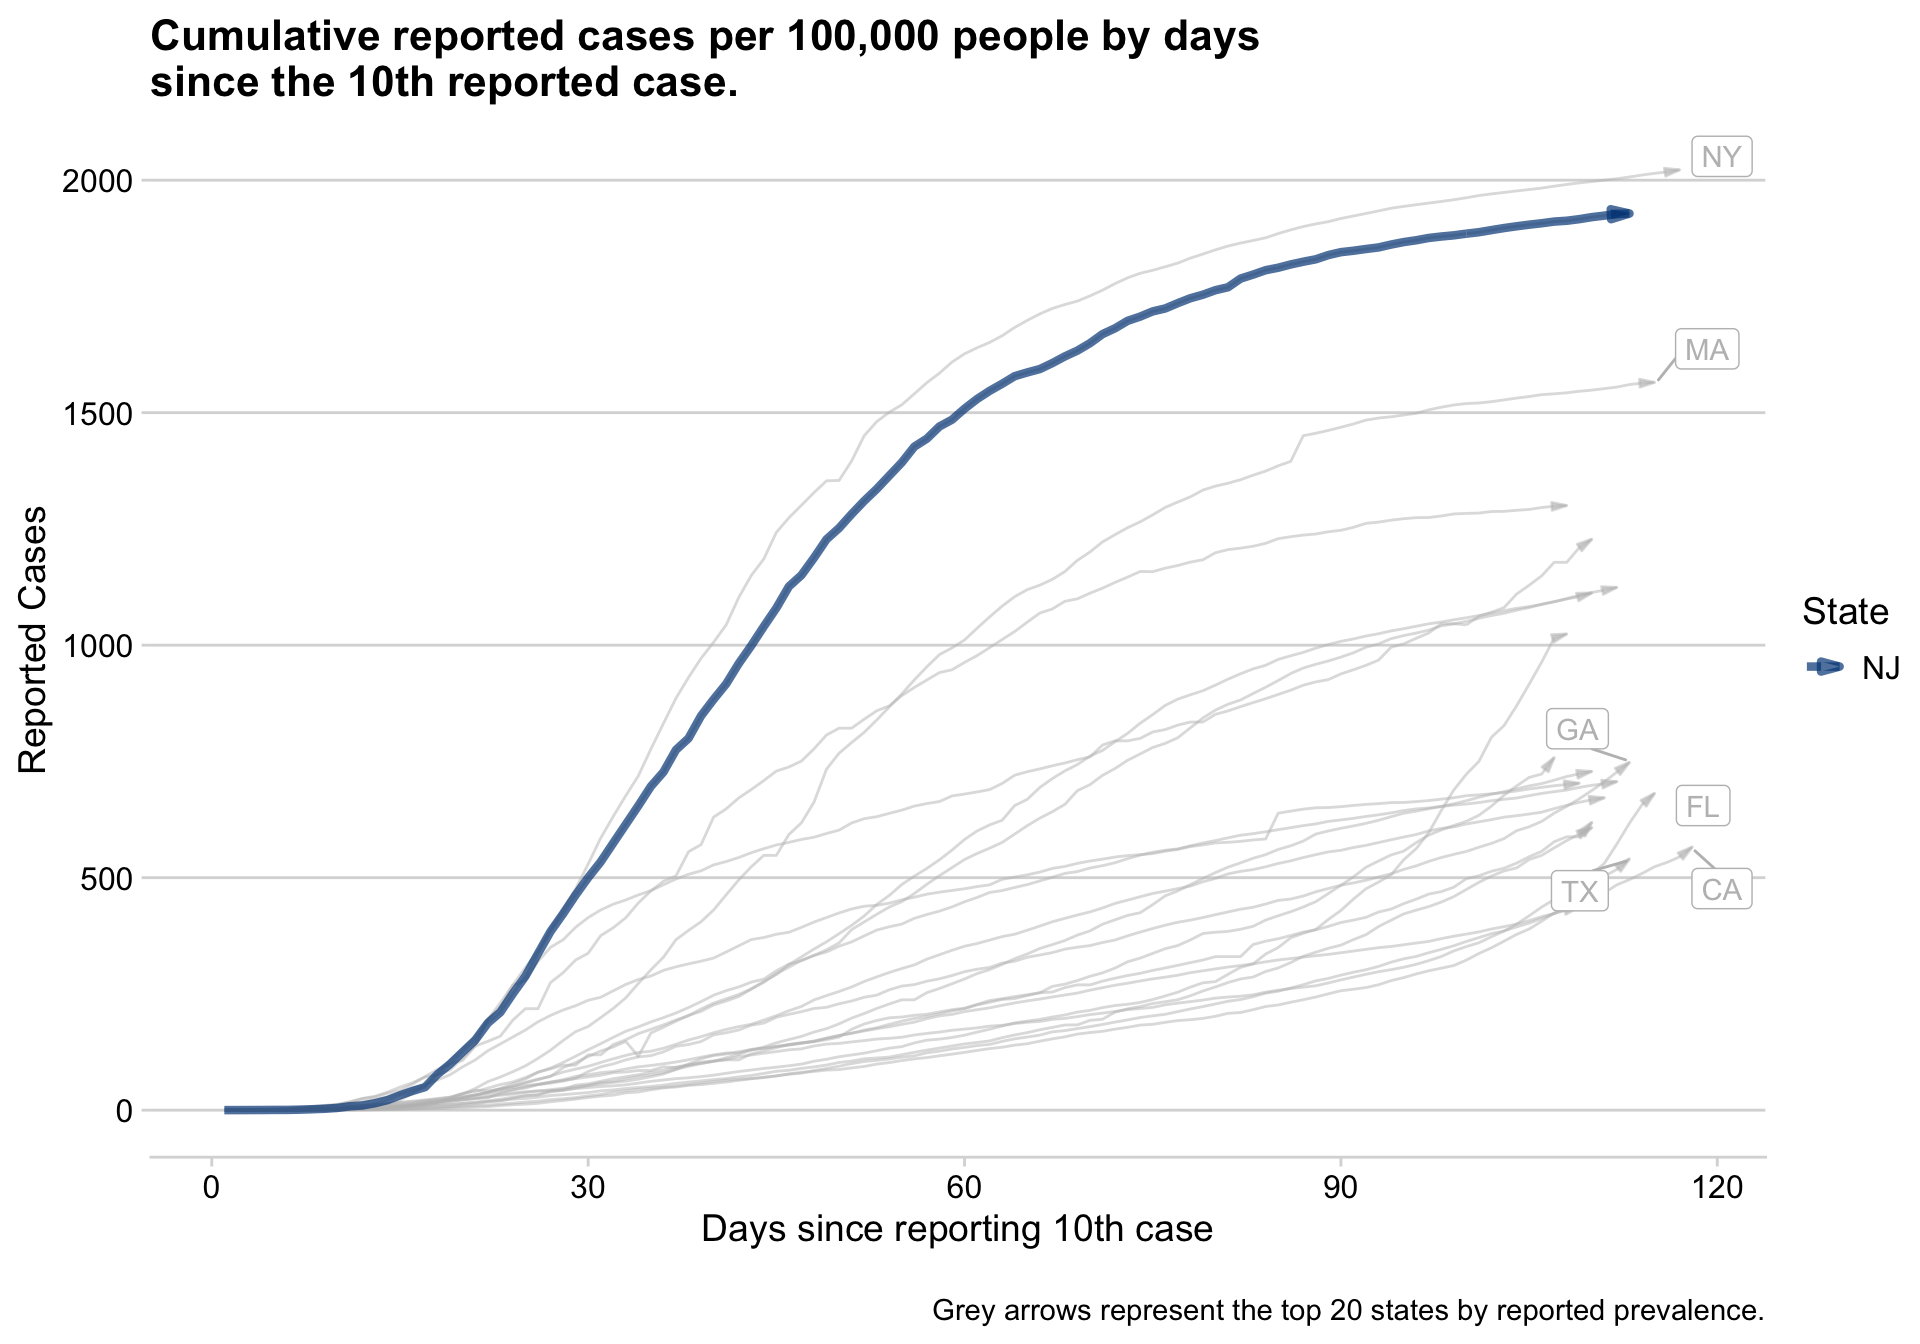 Cumulative reported cases per 100,000 people by days
since the 10th reported case.
2000
1500
1000
500
0
Reported Cases
NY
MA
GA
FL
TX
CA
State
NJ
0
30
60
90
120
Days since reporting 10th case
Grey arrows represent the top 20 states by reported prevalence.